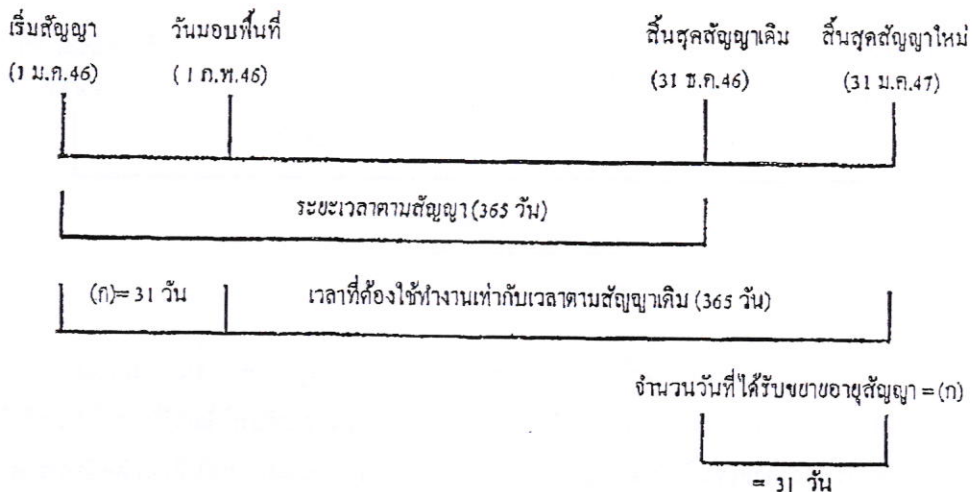 เริ่มสัญญา วันมอบพื้นที่ สิ้นสุดสัญญาเดิม สิ้นสุดสัญญาใหม่
(1 ม.ค.46) (1 ก.พ.46) (31 ธ.ค.46) (31 ม.ค.47)
ระยะเวลาตามสัญญา (365 วัน)
(ก)= 31 วัน เวลาที่ต้องใช้ทำงานเท่ากับเวลาตามสัญญาเดิม (365 วัน)
จำนวนวันที่ได้รับขยายอายุสัญญา = (ก)
= 31 วัน